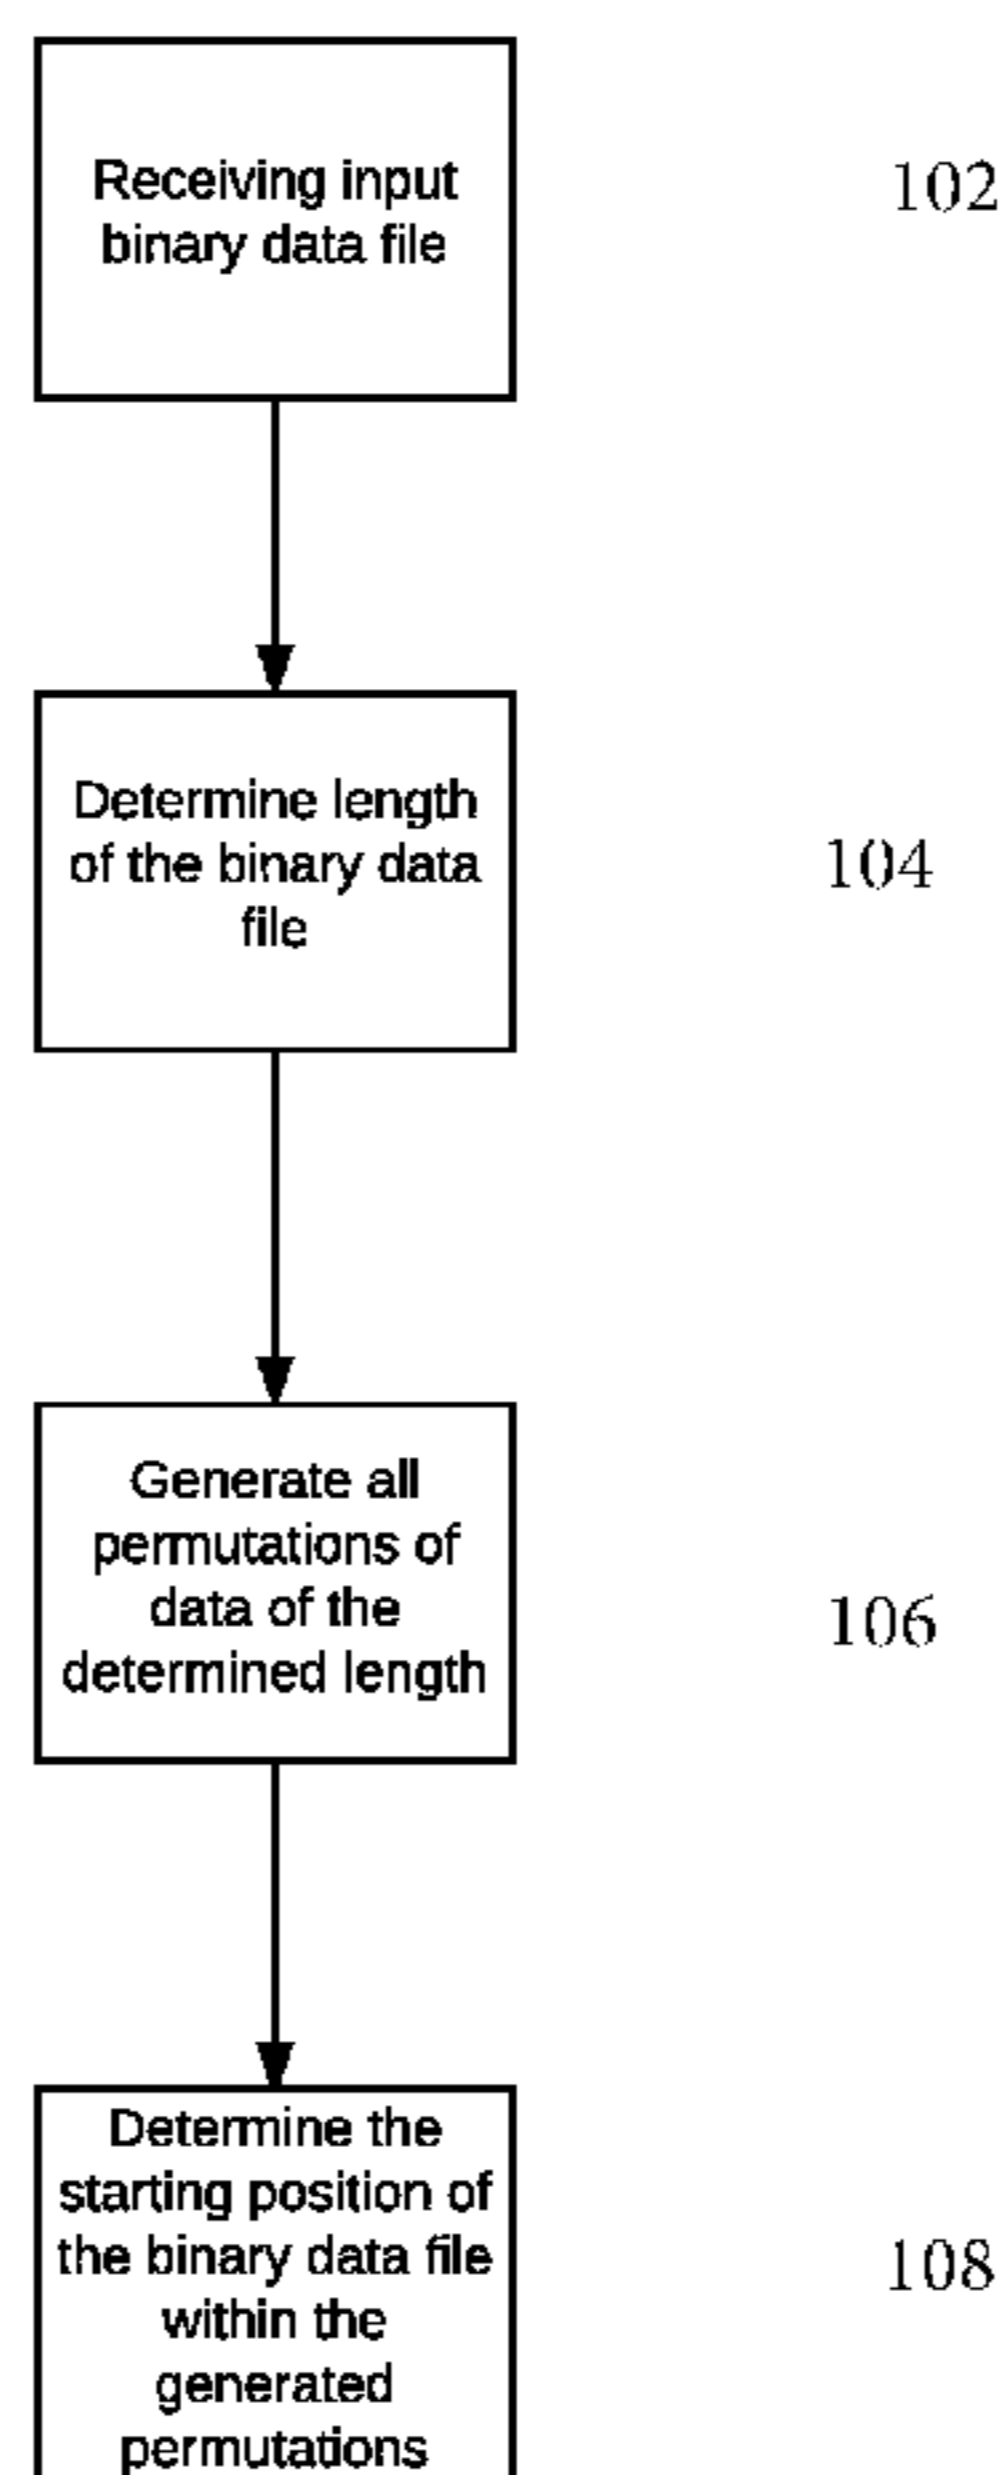 Receiving input
binary data file
102
Determine length
of the binary data
file
104
Generate all
permutations of
data of the
determined length
106
Determine the
starting position of
the binary data file
within the
generated
permutations
108